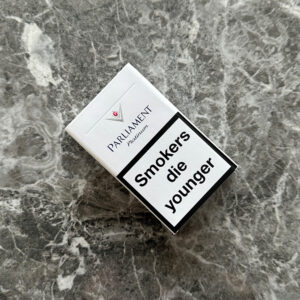 PARLIAMENT
Platinum
Smokers
die
younger